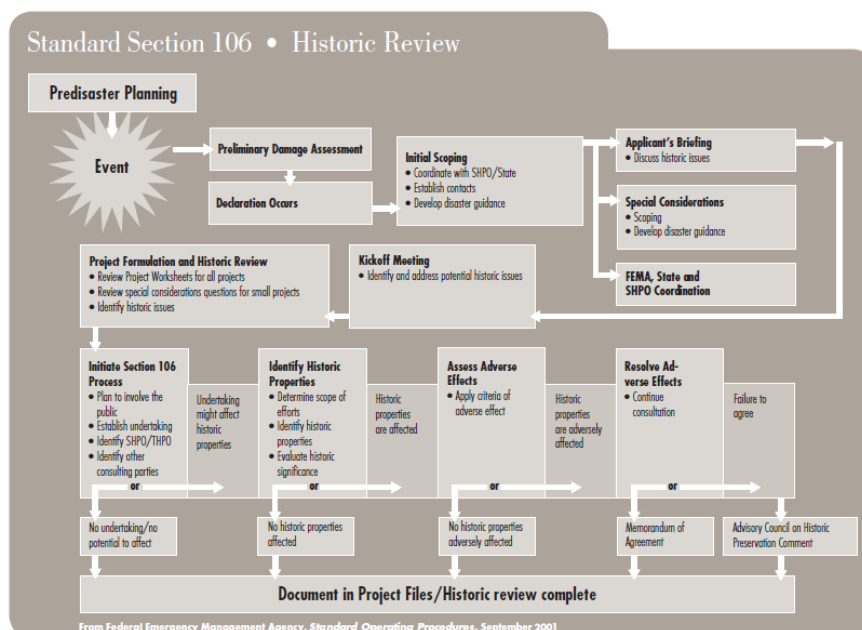 Standard Section 106 • Historic Review
Predisaster Planning
Event
Preliminary Damage Assessment
Declaration Occurs
Initial Scoping
• Coordinate with SHPO/State
• Establish contacts
• Develop disaster guidance
Applicant's Briefing
• Discuss historic issues
Special Considerations
• Scoping
• Develop disaster guidance
FEMA, State and
SHPO Coordination
Kickoff Meeting
• Identify and address potential historic issues
Project Formulation and Historic Review
• Review Project Worksheets for all projects
• Review special considerations questions for small projects
• Identify historic issues
Initiate Section 106
Process
• Plan to involve the
public
• Establish undertaking
• Identify SHPO/THPO
• Identify other
consulting parties
or
Undertaking
might affect
historic
properties
Identify Historic
Properties
• Determine scope of
efforts
• Identify historic
properties
• Evaluate historic
significance
or
Historic
properties
are affected
Assess Adverse
Effects
• Apply criteria of
adverse effect
or
Historic
properties
are adversely
affected
Resolve Ad-
verse Effects
• Continue
consultation
or
Failure to
agree
No undertaking/no
potential to affect
No historic properties
affected
No historic properties
adversely affected
Memorandum of
Agreement
Advisory Council on Historic
Preservation Comment
Document in Project Files/Historic review complete
From Federal Emergency Management Agency, Standard Operating Procedures, September 2001